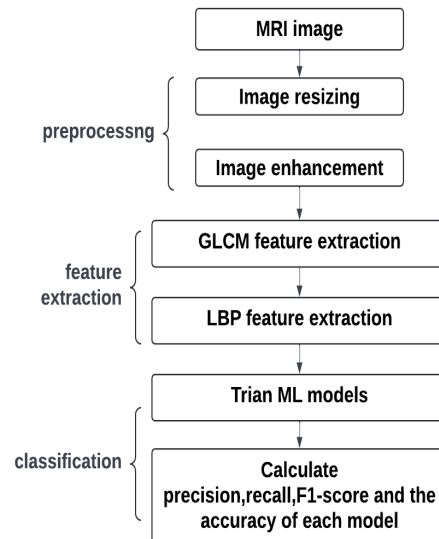 MRI image
Image resizing
preprocessng
Image enhancement
GLCM feature extraction
feature
extraction
LBP feature extraction
Trian ML models
classification
Calculate
precision,recall,F1-score and the
accuracy of each model